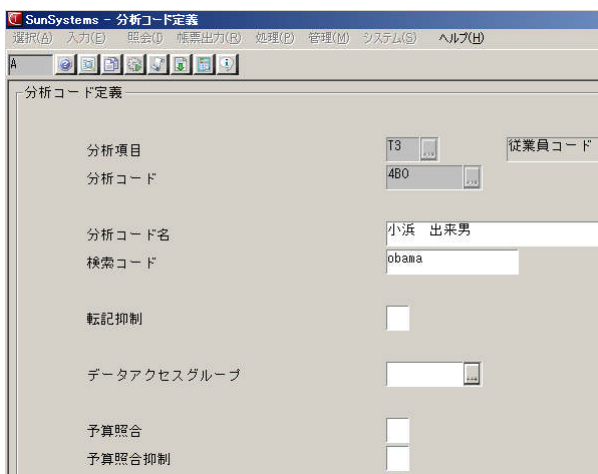 SunSystems - 分析コード定義
選択(A) 入力(E) 照会(I) 帳票出力(R) 処理(P) 管理(M) システム(S) ヘルプ(H)
A
分析コード定義
分析項目 T3 ... 従業員コード
分析コード 4B0 ...
分析コード名 小浜 出来男
検索コード obama
転記抑制
データアクセスグループ ...
予算照合
予算照合抑制